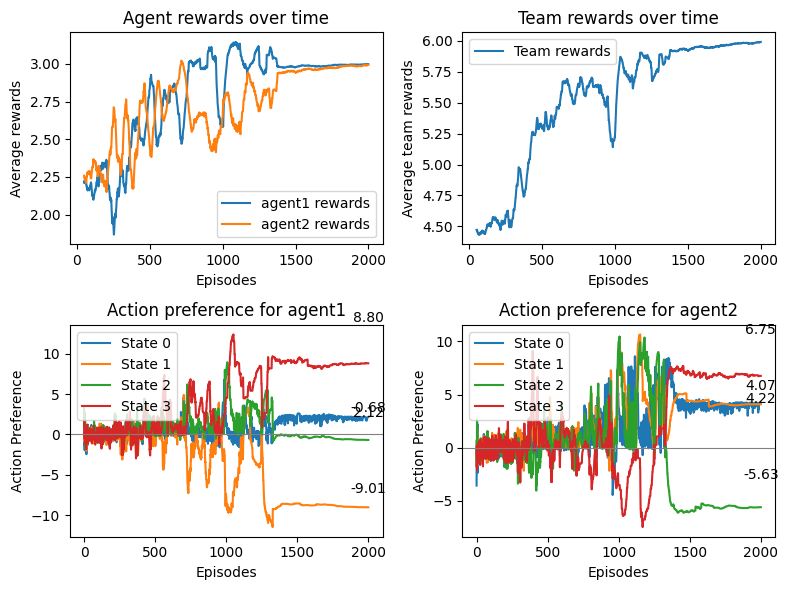 Agent rewards over time
3.00
2.75
2.50
2.25
2.00
Average rewards
agent1 rewards
agent2 rewards
0
500
1000
1500
2000
Episodes
Team rewards over time
6.00
5.75
5.50
5.25
5.00
4.75
4.50
Average team rewards
Team rewards
0
500
1000
1500
2000
Episodes
Action preference for agent1
8.80
10
5
0
−5
−10
Action Preference
State 0
State 1
State 2
State 3
-0.68
2.12
-9.01
0
500
1000
1500
2000
Episodes
Action preference for agent2
6.75
10
5
0
−5
Action Preference
State 0
State 1
State 2
State 3
4.07
4.22
-5.63
0
500
1000
1500
2000
Episodes